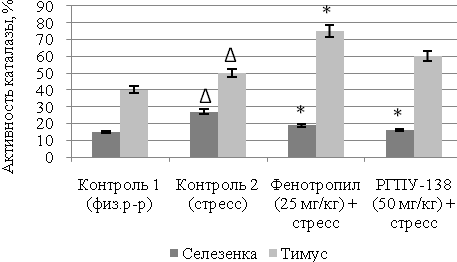 Активность каталазы, %
90
80
70
60
50
40
30
20
10
0
Δ
Δ
*
*
*
Контроль 1
(физ.р-р)
Контроль 2
(стресс)
Фенотропил
(25 мг/кг) +
стресс
РГПУ-138
(50 мг/кг) +
стресс
Селезенка
Тимус